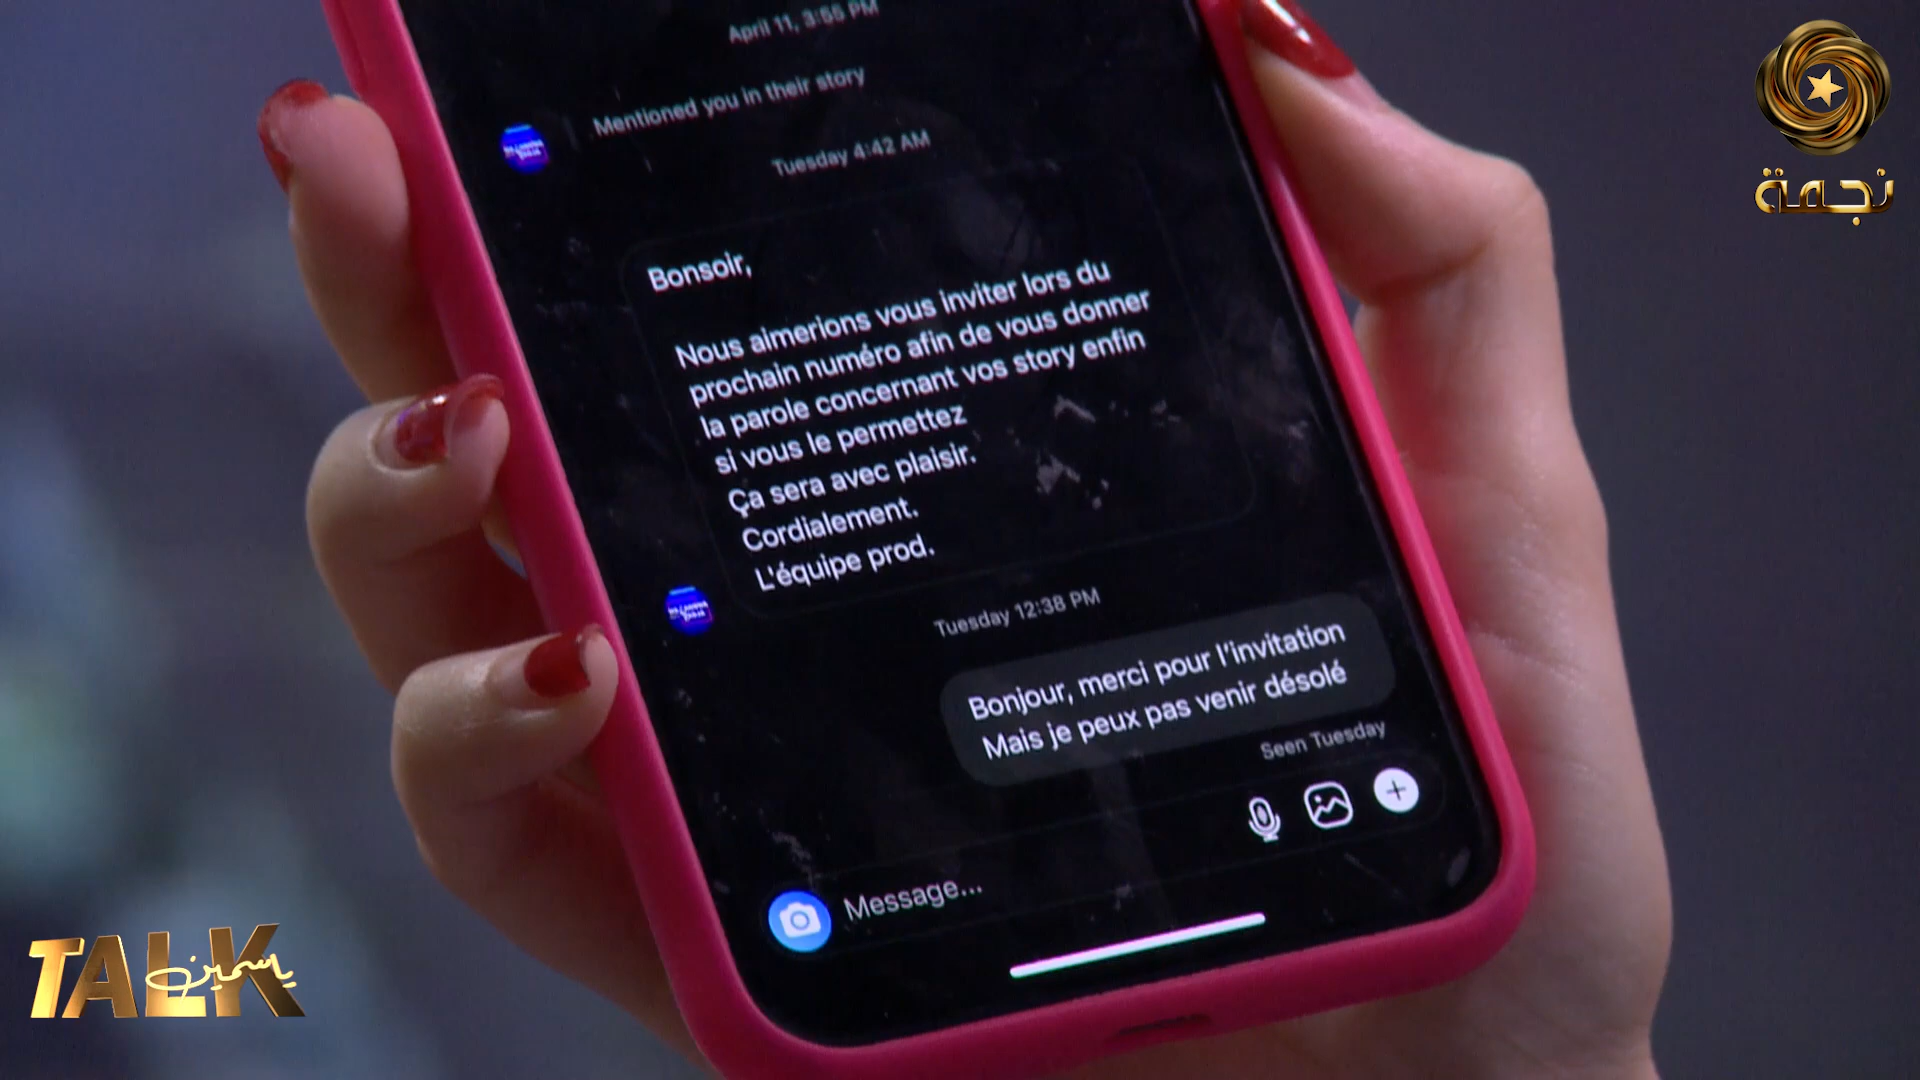 April 11, 3:55 PM
نجمة
Mentioned you in their story
Tuesday 4:42 AM
Bonsoir,
Nous aimerions vous inviter lors du
prochain numéro afin de vous donner
la parole concernant vos story enfin
si vous le permettez
Ça sera avec plaisir.
Cordialement.
L'équipe prod.
Tuesday 12:38 PM
Bonjour, merci pour l'invitation
Mais je peux pas venir désolé
Seen Tuesday
Message...
TALK
ياسمين